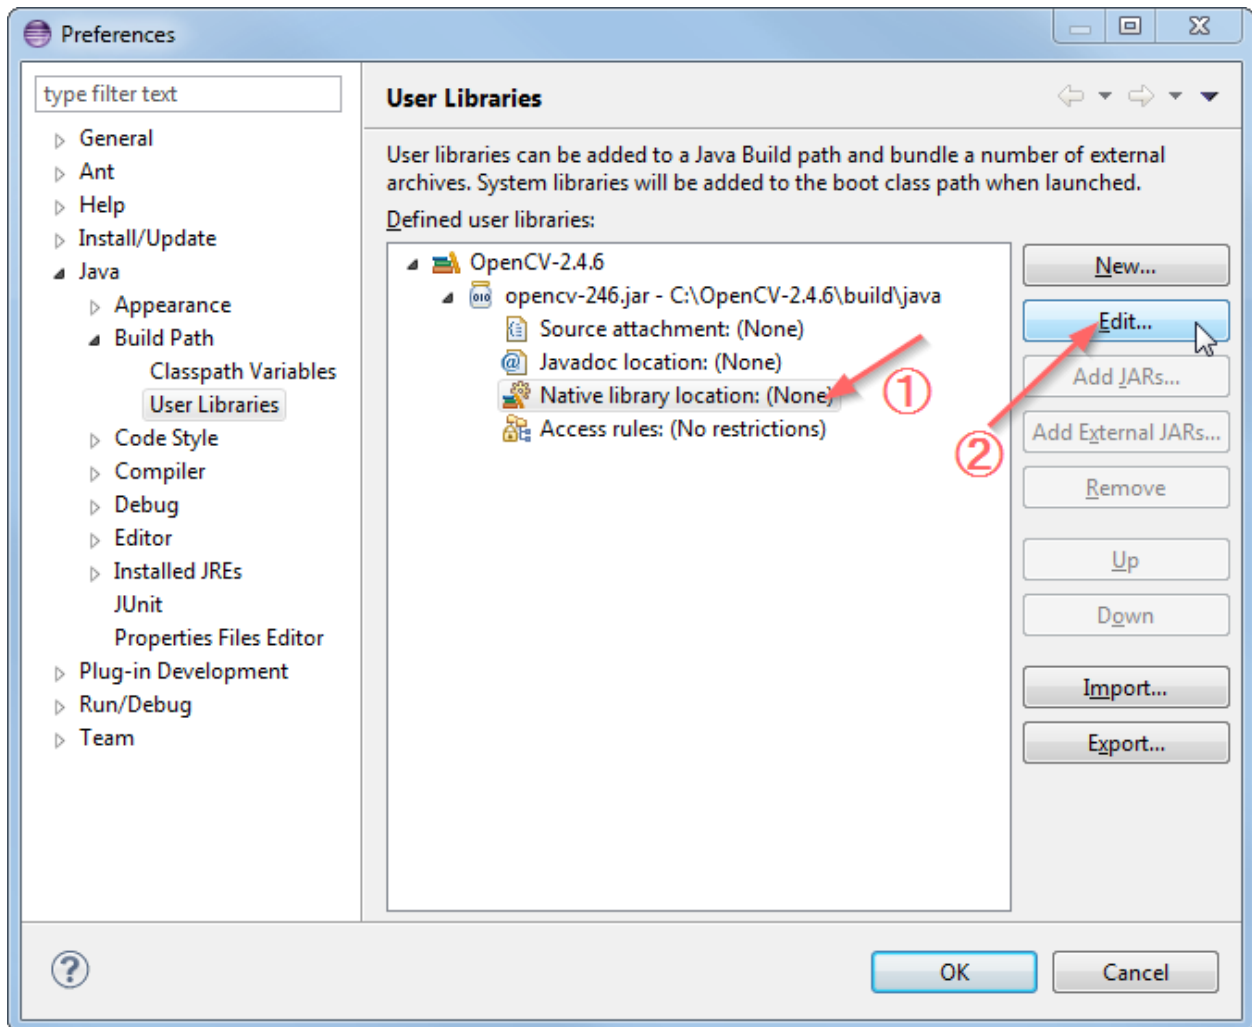 Preferences
type filter text
General
Ant
Help
Install/Update
Java
Appearance
Build Path
Classpath Variables
User Libraries
Code Style
Compiler
Debug
Editor
Installed JREs
JUnit
Properties Files Editor
Plug-in Development
Run/Debug
Team
User Libraries
User libraries can be added to a Java Build path and bundle a number of external
archives. System libraries will be added to the boot class path when launched.
Defined user libraries:
OpenCV-2.4.6
opencv-246.jar - C:\OpenCV-2.4.6\build\java
Source attachment: (None)
Javadoc location: (None)
Native library location: (None)
Access rules: (No restrictions)
①
②
New...
Edit...
Add JARs...
Add External JARs...
Remove
Up
Down
Import...
Export...
?
OK
Cancel